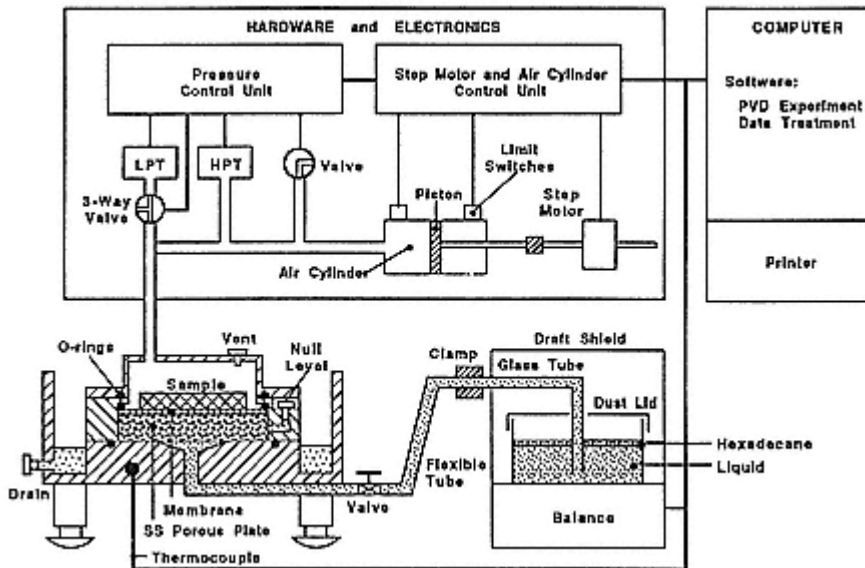 HARDWARE and ELECTRONICS
COMPUTER
Pressure
Control Unit
Step Motor and Air Cylinder
Control Unit
Software:
PVD Experiment
Data Treatment
LPT
HPT
Valve
Limit
Switches
3-Way
Valve
Piston
Step
Motor
Air Cylinder
Printer
Vent
O-rings
Null
Level
Sample
Clamp
Draft Shield
Glass Tube
Dust Lid
Hexadecane
Liquid
Flexible
Tube
Drain
Membrane
SS Porous Plate
Valve
Balance
Thermocouple